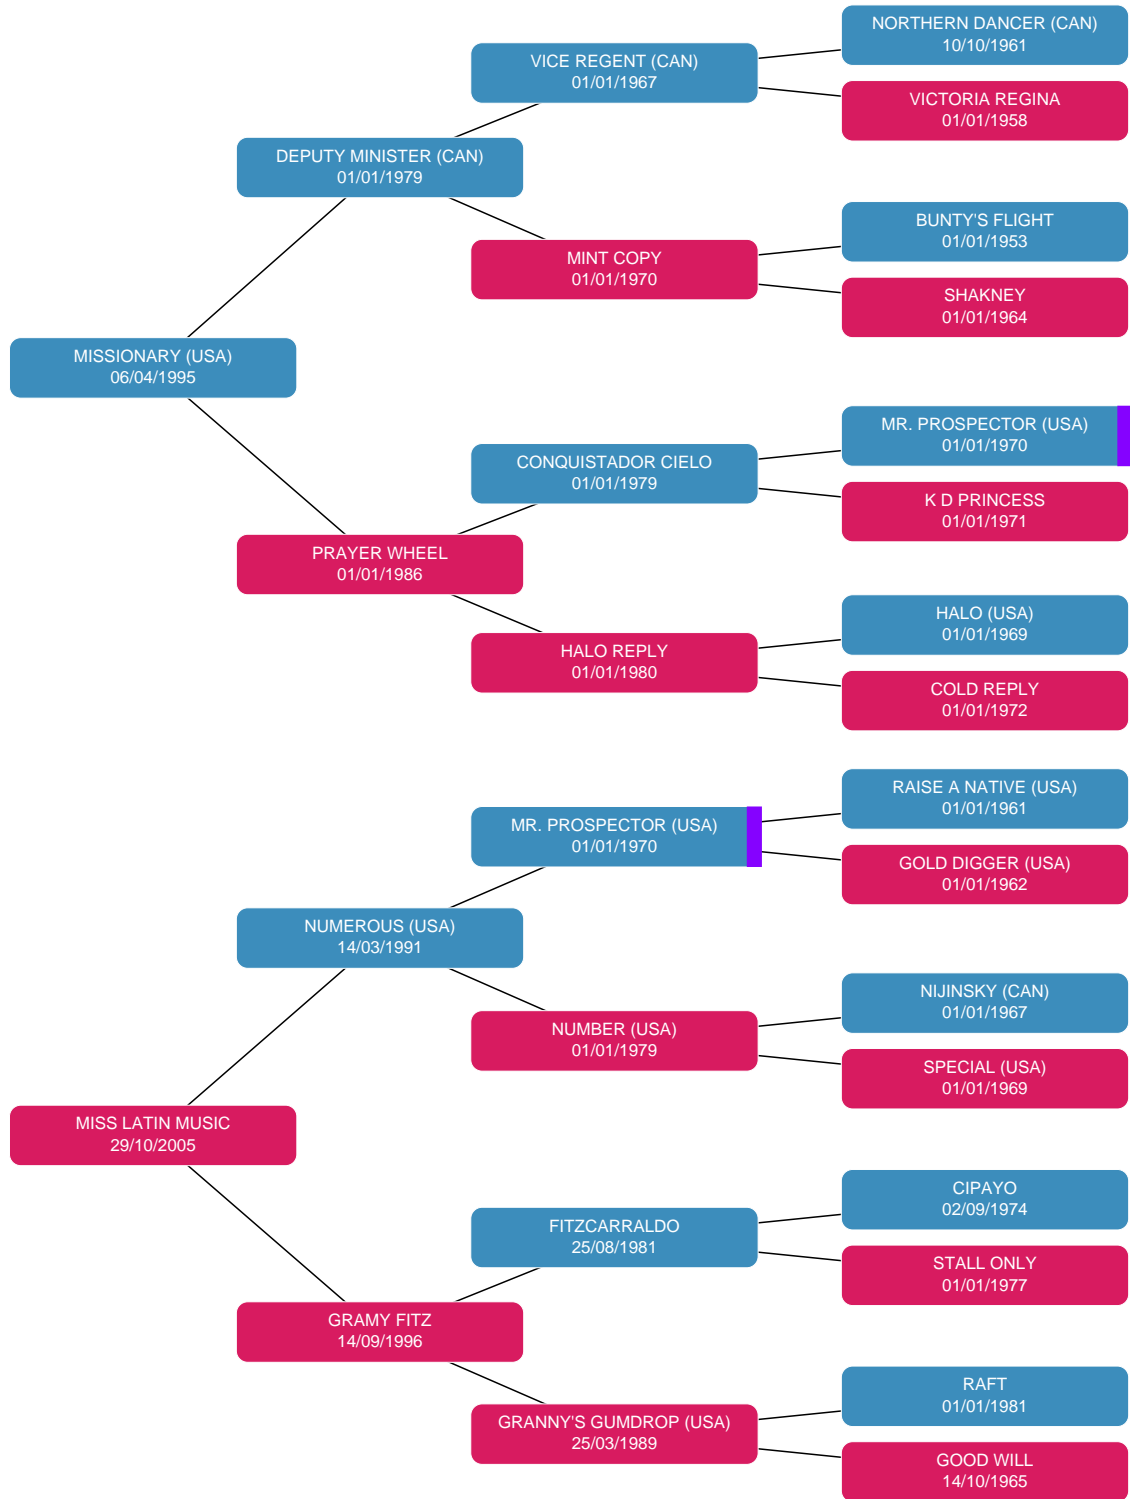 NORTHERN DANCER (CAN)
10/10/1961
VICE REGENT (CAN)
01/01/1967
VICTORIA REGINA
01/01/1958
DEPUTY MINISTER (CAN)
01/01/1979
BUNTY'S FLIGHT
01/01/1953
MINT COPY
01/01/1970
SHAKNEY
01/01/1964
MISSIONARY (USA)
06/04/1995
MR. PROSPECTOR (USA)
01/01/1970
CONQUISTADOR CIELO
01/01/1979
K D PRINCESS
01/01/1971
PRAYER WHEEL
01/01/1986
HALO (USA)
01/01/1969
HALO REPLY
01/01/1980
COLD REPLY
01/01/1972
RAISE A NATIVE (USA)
01/01/1961
MR. PROSPECTOR (USA)
01/01/1970
GOLD DIGGER (USA)
01/01/1962
NUMEROUS (USA)
14/03/1991
NIJINSKY (CAN)
01/01/1967
NUMBER (USA)
01/01/1979
SPECIAL (USA)
01/01/1969
MISS LATIN MUSIC
29/10/2005
CIPAYO
02/09/1974
FITZCARRALDO
25/08/1981
STALL ONLY
01/01/1977
GRAMY FITZ
14/09/1996
RAFT
01/01/1981
GRANNY'S GUMDROP (USA)
25/03/1989
GOOD WILL
14/10/1965